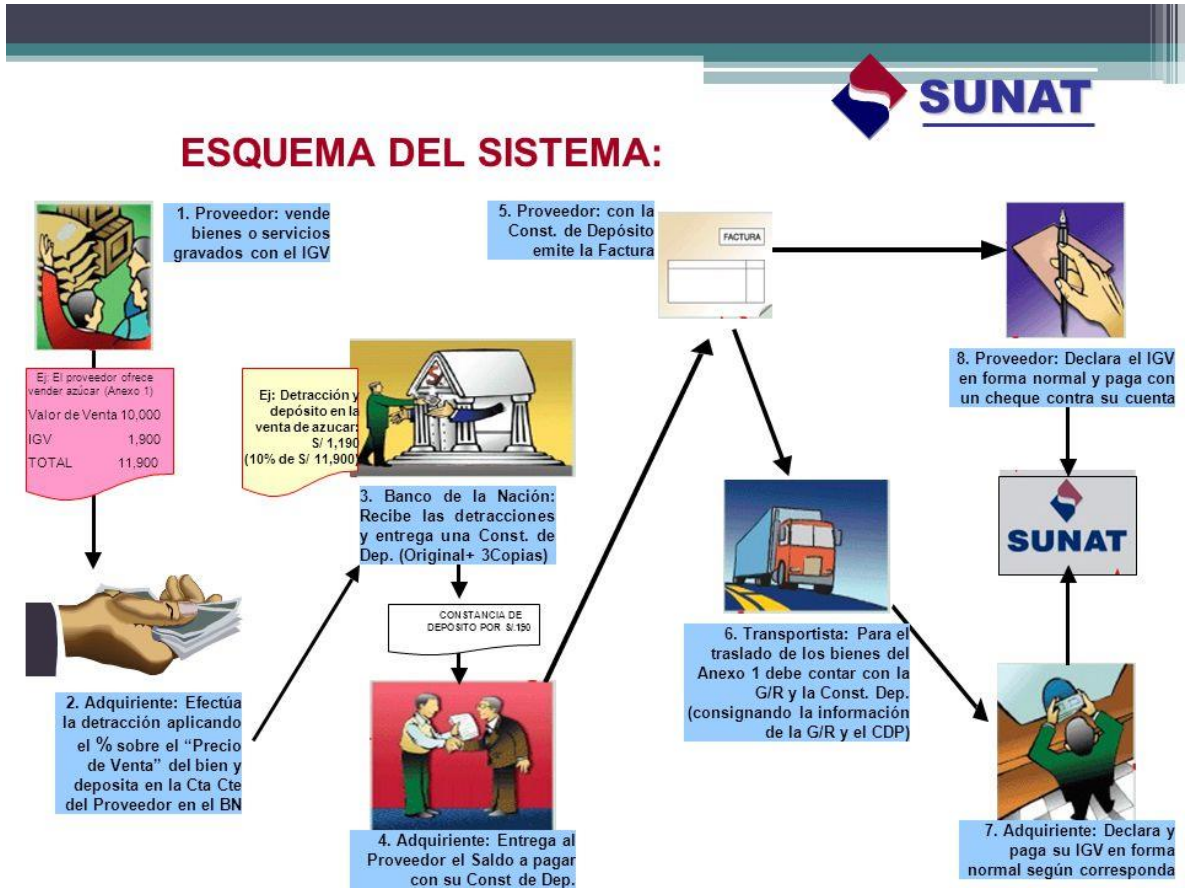 SUNAT
ESQUEMA DEL SISTEMA:
1. Proveedor: vende
bienes o servicios
gravados con el IGV
Ej: El proveedor ofrece
vender azúcar (Anexo 1)
Valor de Venta 10,000
IGV 1,900
TOTAL 11,900
2. Adquiriente: Efectúa
la detracción aplicando
el % sobre el “Precio
de Venta” del bien y
deposita en la Cta Cte
del Proveedor en el BN
Ej: Detracción y
depósito en la
venta de azucar:
S/ 1,190
(10% de S/ 11,900)
3. Banco de la Nación:
Recibe las detracciones
y entrega una Const. de
Dep. (Original+ 3Copias)
CONSTANCIA DE
DEPÓSITO POR S/.190
4. Adquiriente: Entrega al
Proveedor el Saldo a pagar
con su Const de Dep.
5. Proveedor: con la
Const. de Depósito
emite la Factura
FACTURA
6. Transportista: Para el
traslado de los bienes del
Anexo 1 debe contar con la
G/R y la Const. Dep.
(consignando la información
de la G/R y el CDP)
7. Adquiriente: Declara y
paga su IGV en forma
normal según corresponda
8. Proveedor: Declara el IGV
en forma normal y paga con
un cheque contra su cuenta
SUNAT